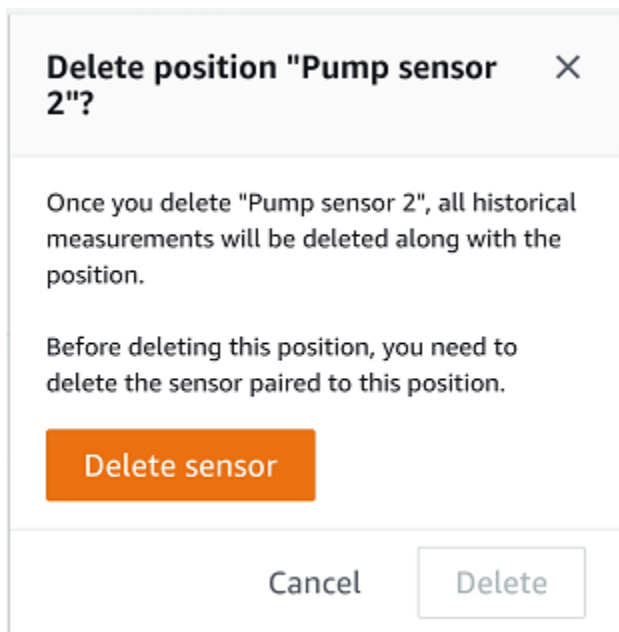 Delete position "Pump sensor
2"?
Once you delete "Pump sensor 2", all historical
measurements will be deleted along with the
position.
Before deleting this position, you need to
delete the sensor paired to this position.
Delete sensor
Cancel
Delete